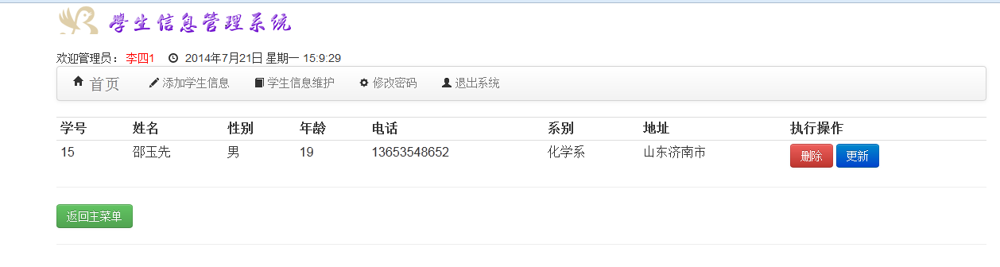 学生信息管理系统
欢迎管理员： 李四1 2014年7月21日 星期一 15:9:29
首页 添加学生信息 学生信息维护 修改密码 退出系统
学号 姓名 性别 年龄 电话 系别 地址 执行操作
15 邵玉先 男 19 13653548652 化学系 山东济南市 删除 更新
返回主菜单